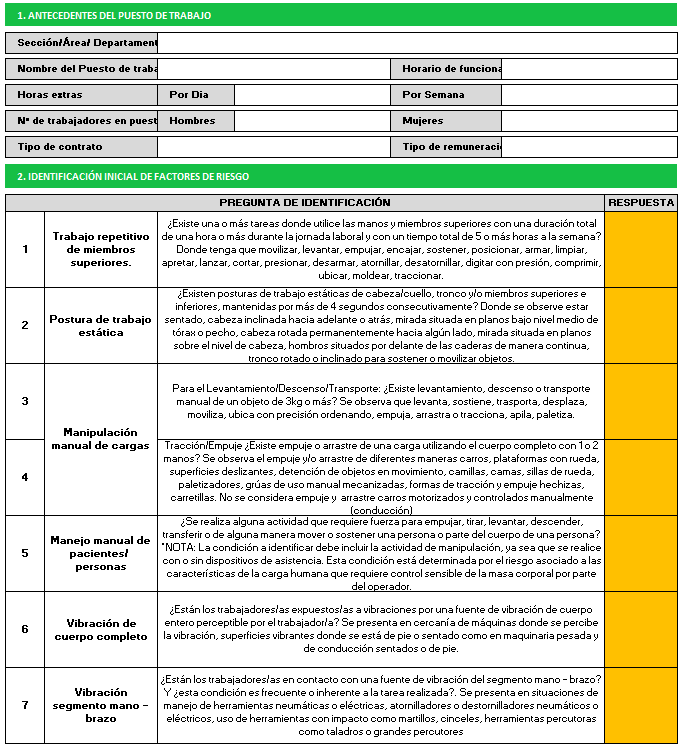 1. ANTECEDENTES DEL PUESTO DE TRABAJO
Sección/Área/ Departament
Nombre del Puesto de traba
Horario de funciona
Horas extras
Por Dia
Por Semana
Nº de trabajadores en puest
Hombres
Mujeres
Tipo de contrato
Tipo de remuneraci
2. IDENTIFICACIÓN INICIAL DE FACTORES DE RIESGO
PREGUNTA DE IDENTIFICACIÓN
RESPUESTA
1
Trabajo repetitivo
de miembros
superiores.
¿Existe una o más tareas donde utilice las manos y miembros superiores con una duración total
de una hora o más durante la jornada laboral y con un tiempo total de 5 o más horas a la semana?
Donde tenga que movilizar, levantar, empujar, encajar, sostener, posicionar, armar, limpiar,
apretar, lanzar, cortar, presionar, desarmar, atornillar, desatornillar, digitar con presión, comprimir,
ubicar, moldear, traccionar.
2
Postura de trabajo
estática
¿Existen posturas de trabajo estáticas de cabeza/cuello, tronco y/o miembros superiores e
inferiores, mantenidas por más de 4 segundos consecutivamente? Donde se observe estar
sentado, cabeza inclinada hacia adelante o atrás, mirada situada en planos bajo nivel medio de
tórax o pecho, cabeza rotada permanentemente hacia algún lado, mirada situada en planos
sobre el nivel de cabeza, hombros situados por delante de las caderas de manera continua,
tronco rotado o inclinado para sostener o movilizar objetos.
Manipulación
manual de cargas
3
Para el Levantamiento/Descenso/Transporte: ¿Existe levantamiento, descenso o transporte
manual de un objeto de 3kg o más? Se observa que levanta, sostiene, trasporta, desplaza,
moviliza, ubica con precisión ordenando, empuja, arrastra o tracciona, apila, paletiza.
4
Tracción/Empuje ¿Existe empuje o arrastre de una carga utilizando el cuerpo completo con 1 o 2
manos? Se observa el empuje y/o arrastre de diferentes maneras carros, plataformas con rueda,
superficies deslizantes, detención de objetos en movimiento, camillas, camas, sillas de rueda,
paletizadores, grúas de uso manual mecanizadas, formas de tracción y empuje hechizas,
carretillas. No se considera empuje y arrastre carros motorizados y controlados manualmente
(conducción)
5
Manejo manual de
pacientes/
personas
¿Se realiza alguna actividad que requiere fuerza para empujar, tirar, levantar, descender,
transferir o de alguna manera mover o sostener una persona o parte del cuerpo de una persona?
*NOTA: La condición a identificar debe incluir la actividad de manipulación, ya sea que se realice
con o sin dispositivos de asistencia. Esta condición está determinada por el riesgo asociado a las
características de la carga humana que requiere control sensible de la masa corporal por parte
del operador.
6
Vibración de
cuerpo completo
¿Están los trabajadores/as expuestos/as a vibraciones por una fuente de vibración de cuerpo
entero perceptible por el trabajador/a? Se presenta en cercanía de máquinas donde se percibe
la vibración, superficies vibrantes donde se está de pie o sentado como en maquinaria pesada y
de conducción sentados o de pie.
7
Vibración
segmento mano –
brazo
¿Están los trabajadores/as en contacto con una fuente de vibración del segmento mano – brazo?
Y ¿esta condición es frecuente o inherente a la tarea realizada?. Se presenta en situaciones de
manejo de herramientas neumáticas o eléctricas, atornilladores o destornilladores neumáticos o
eléctricos, uso de herramientas con impacto como martillos, cinceles, herramientas percutoras
como taladros o grandes percutores